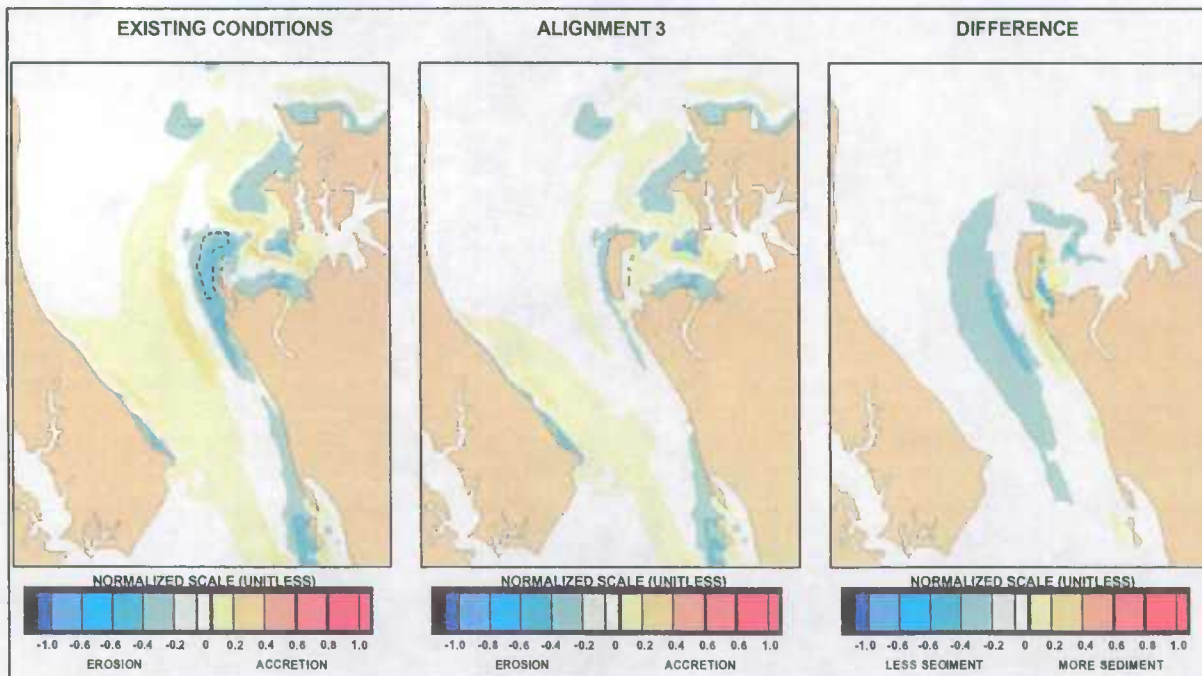 EXISTING CONDITIONS
ALIGNMENT 3
DIFFERENCE
NORMALIZED SCALE (UNITLESS)
-1.0 -0.8 -0.6 -0.4 -0.2 0 0.2 0.4 0.6 0.8 1.0
EROSION ACCRETION
NORMALIZED SCALE (UNITLESS)
-1.0 -0.8 -0.6 -0.4 -0.2 0 0.2 0.4 0.6 0.8 1.0
EROSION ACCRETION
NORMALIZED SCALE (UNITLESS)
-1.0 -0.8 -0.6 -0.4 -0.2 0 0.2 0.4 0.6 0.8 1.0
LESS SEDIMENT MORE SEDIMENT